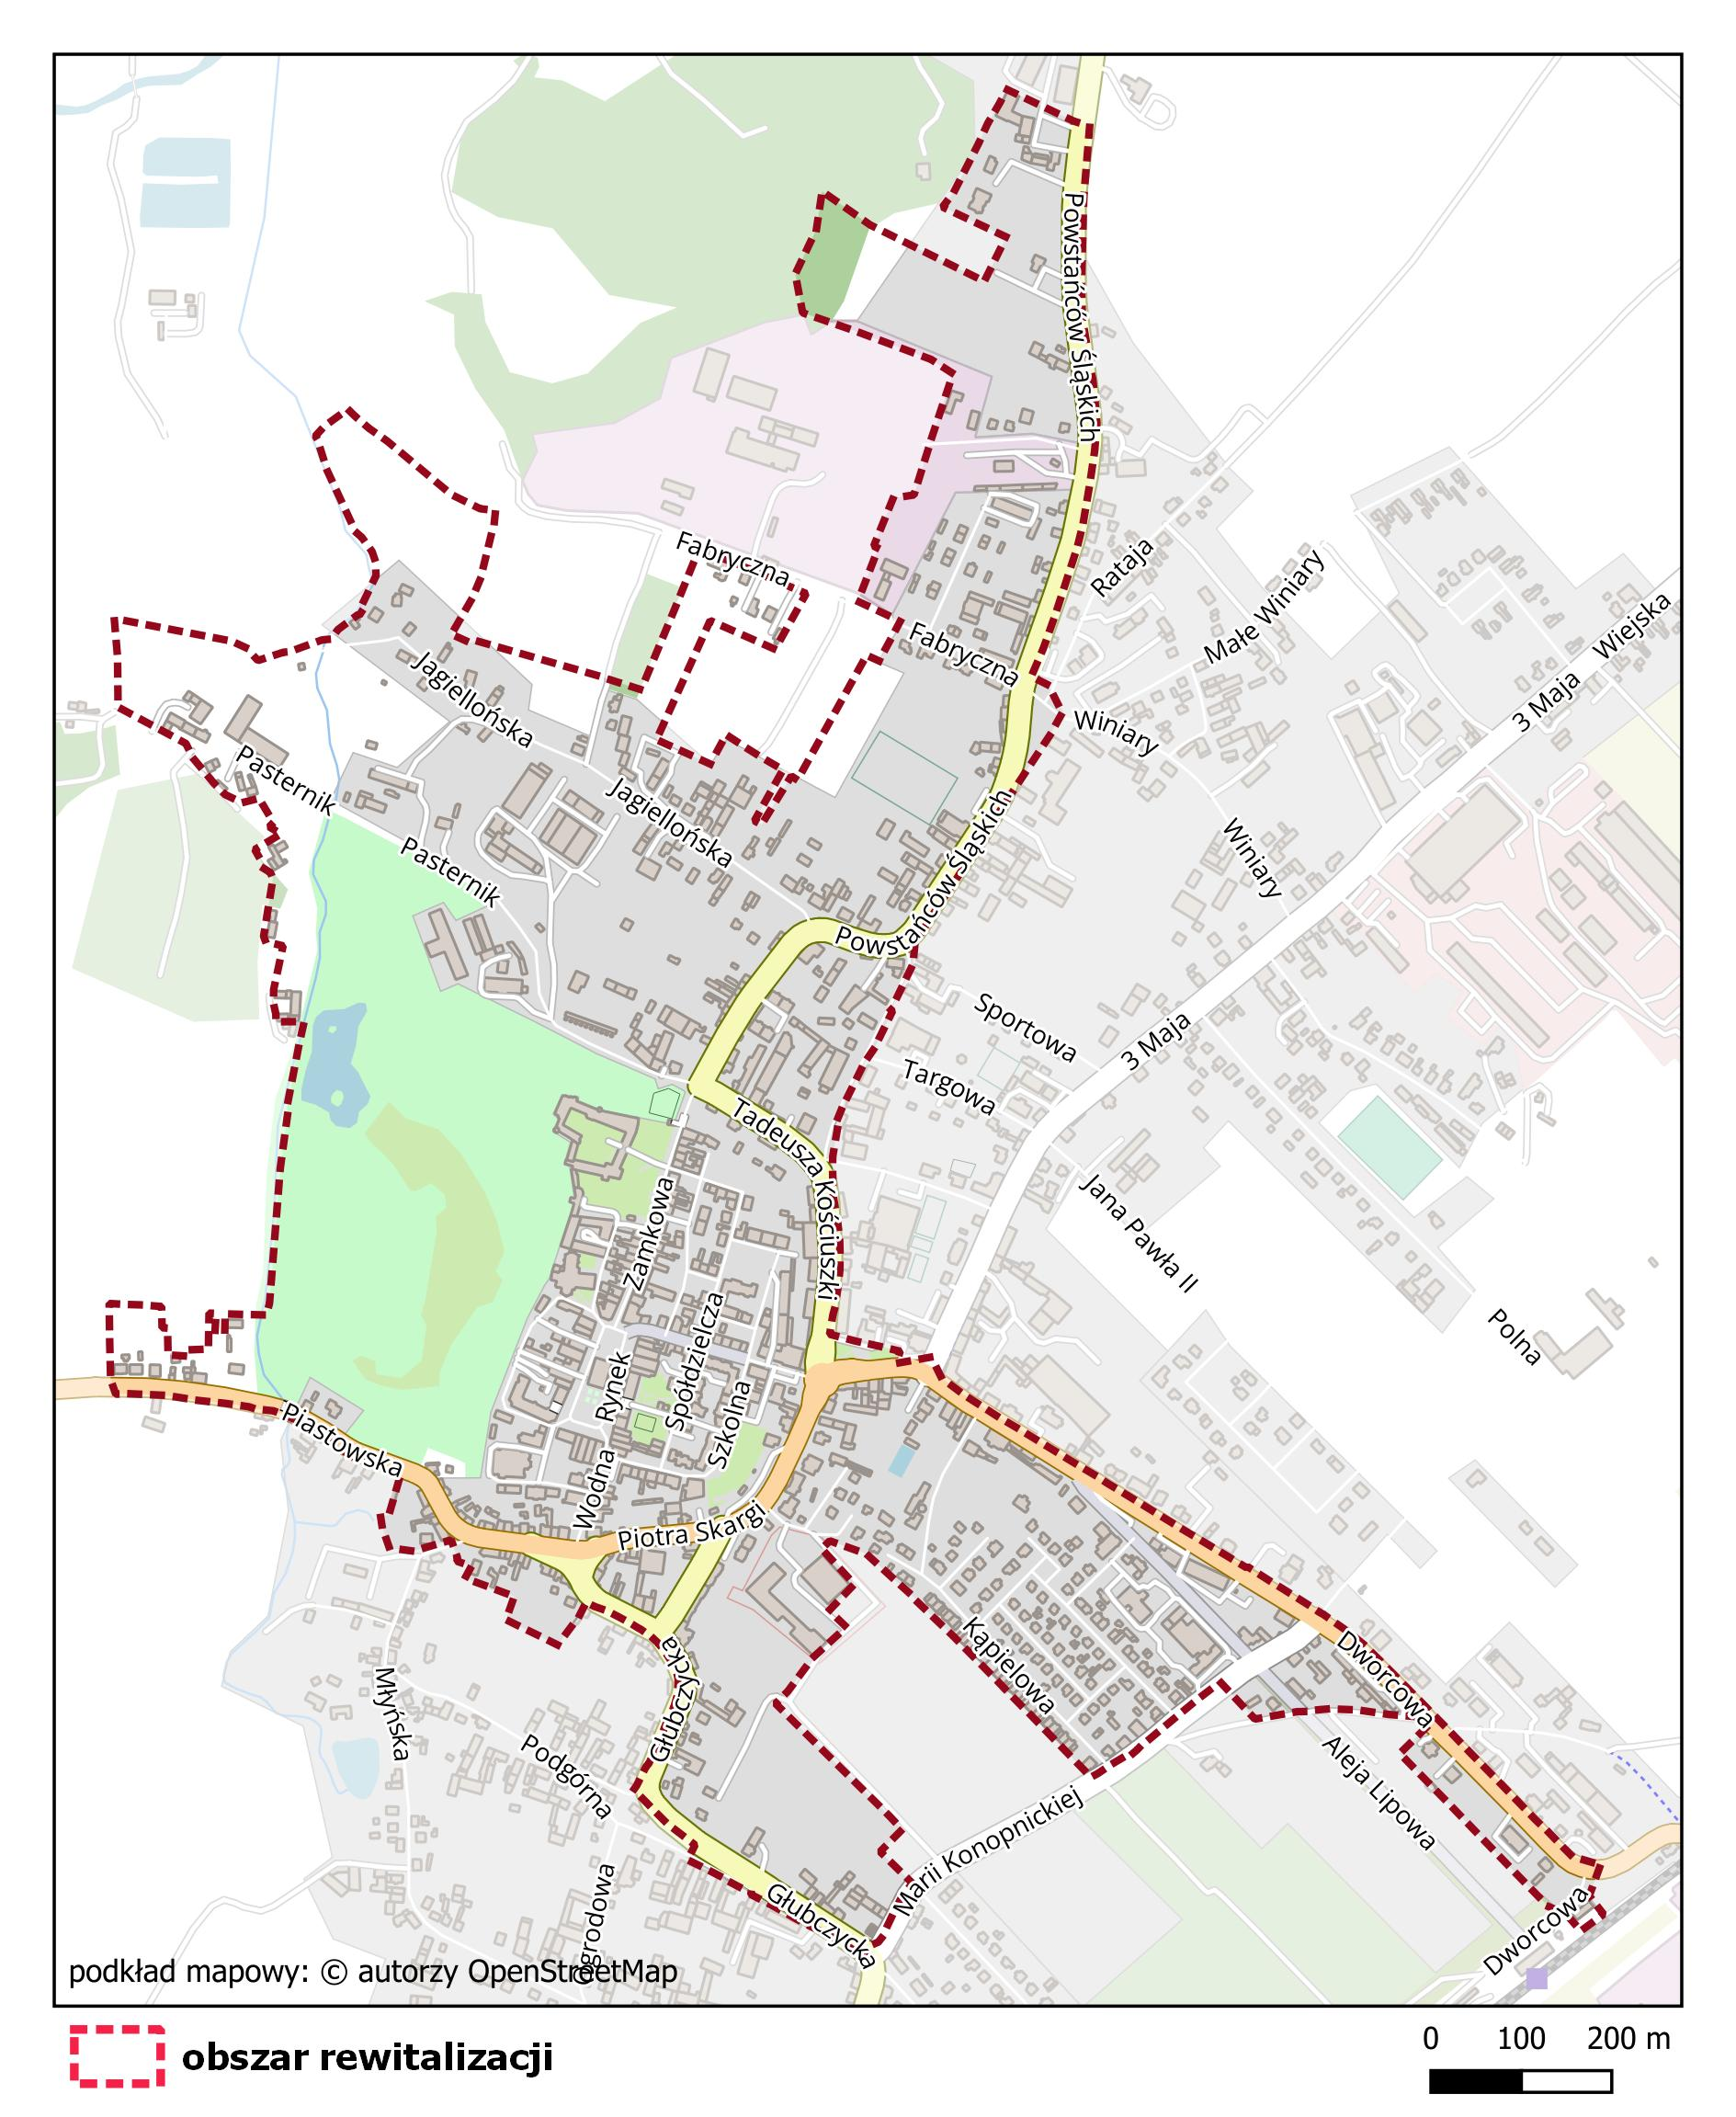 Powstańców Śląskich
Fabryczna
Rataja
Małe Winiary
Wiejska
Fabryczna
3 Maja
Jagiellońska
Winiary
Pasternik
Jagiellońska
Winiary
Pasternik
Powstańców Śląskich
Sportowa
3 Maja
Targowa
Tadeusza Kościuszki
Jana Pawła II
Zamkowa
Polna
Spółdzielcza
Rynek
Szkolna
Piastowska
Wodna
Piotra Skargi
Kąpielowa
Dworcowa
Głubczycka
Młyńska
Podgórna
Aleja Lipowa
Marii Konopnickiej
Głubczycka
Ogrodowa
Dworcowa
podkład mapowy: © autorzy OpenStreetMap
obszar rewitalizacji
0 100 200 m